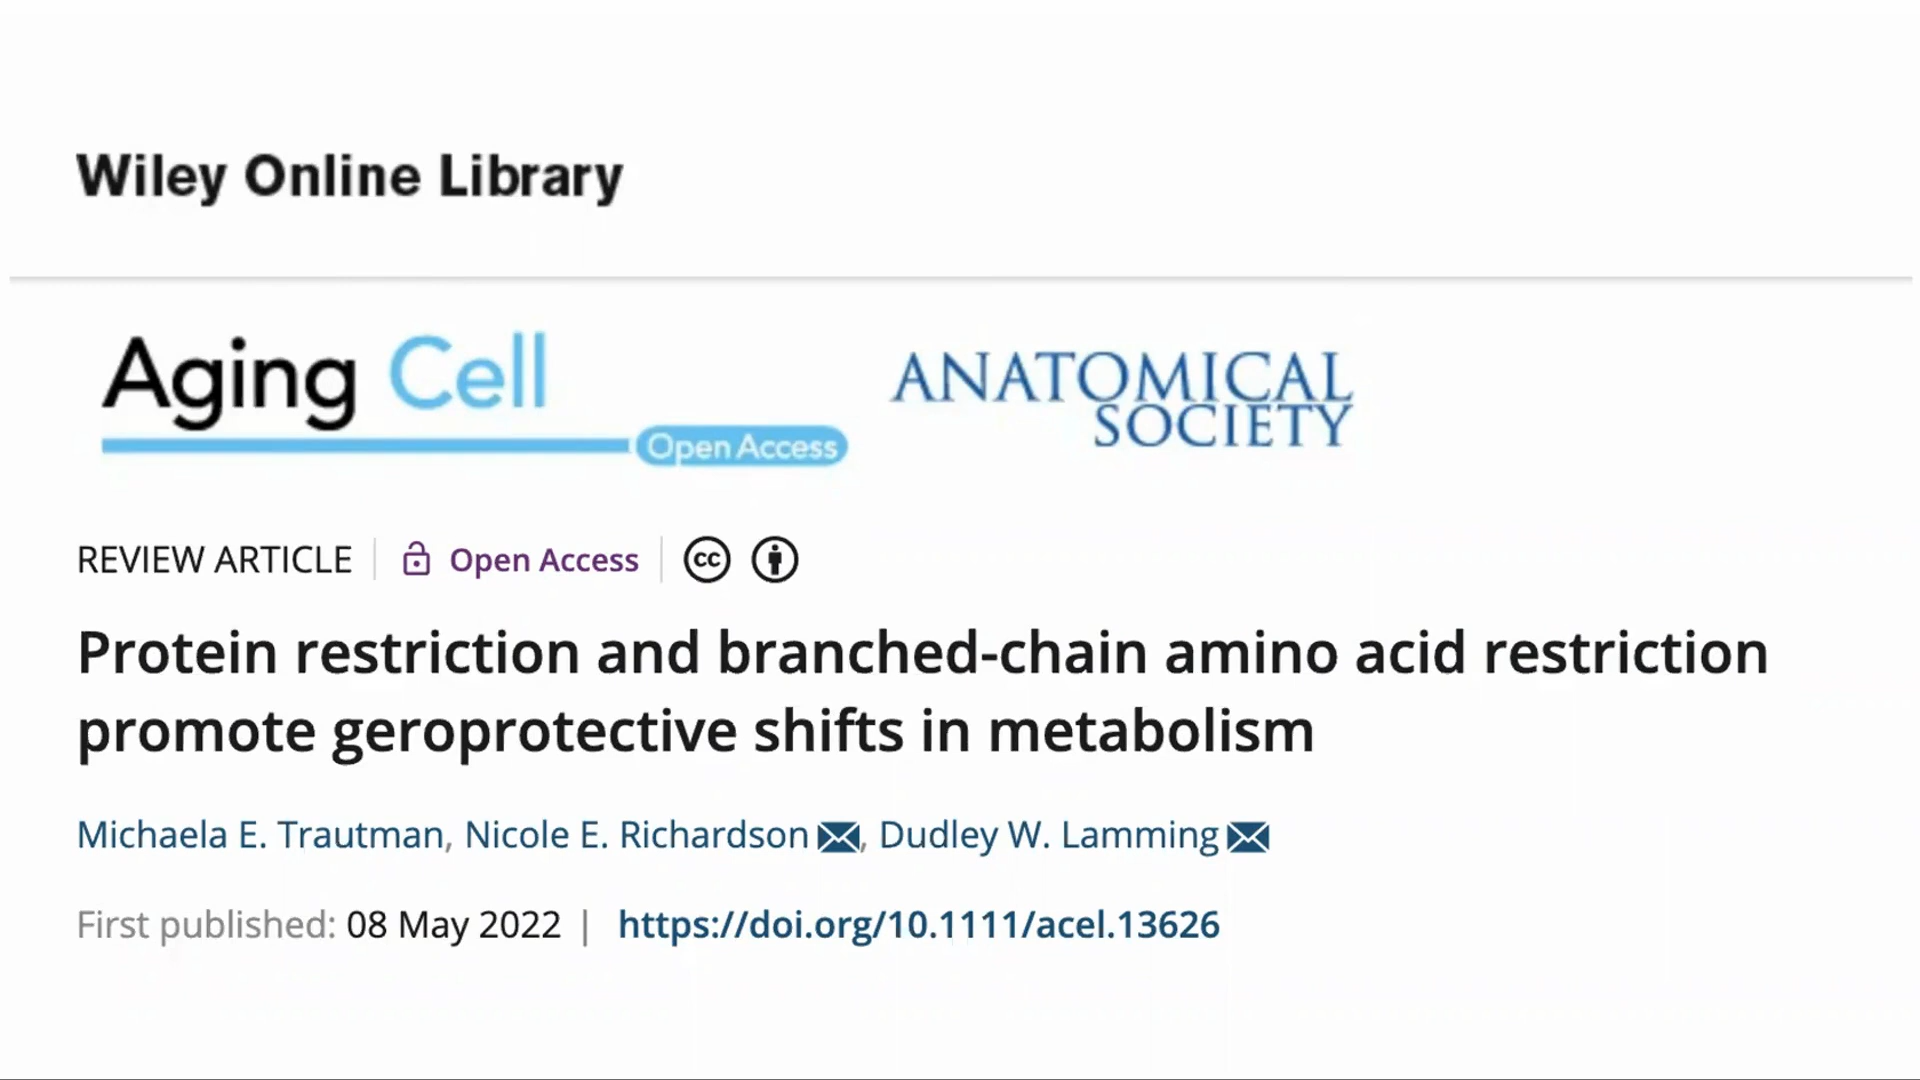 Wiley Online Library
Aging Cell
Open Access
ANATOMICAL
SOCIETY
REVIEW ARTICLE | Open Access | cc
Protein restriction and branched-chain amino acid restriction
promote geroprotective shifts in metabolism
Michaela E. Trautman, Nicole E. Richardson, Dudley W. Lamming
First published: 08 May 2022 | https://doi.org/10.1111/acel.13626